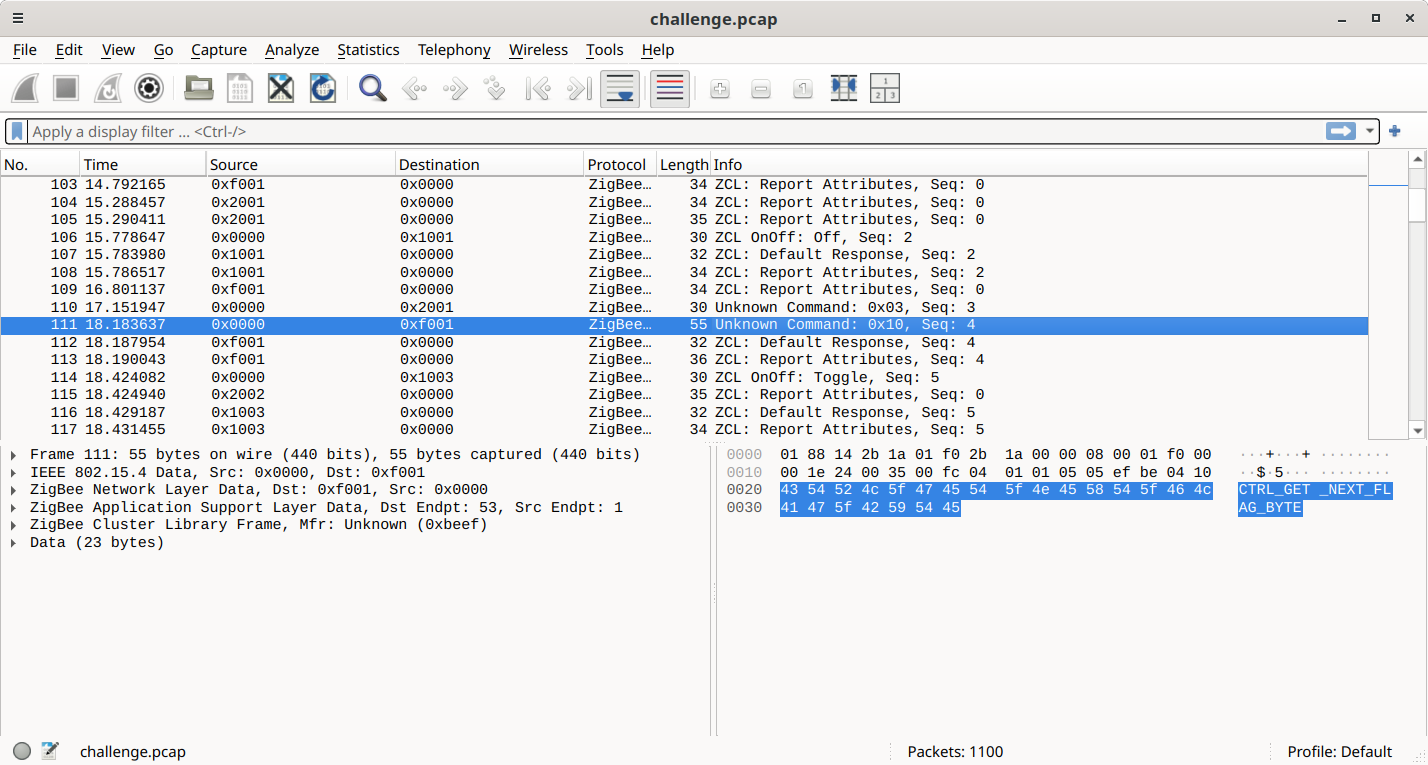 challenge.pcap
File Edit View Go Capture Analyze Statistics Telephony Wireless Tools Help
Apply a display filter ... <Ctrl-/>
No. Time Source Destination Protocol Length Info
103 14.792165 0xf001 0x0000 ZigBee… 34 ZCL: Report Attributes, Seq: 0
104 15.288457 0x2001 0x0000 ZigBee… 34 ZCL: Report Attributes, Seq: 0
105 15.290411 0x2001 0x0000 ZigBee… 35 ZCL: Report Attributes, Seq: 0
106 15.778647 0x0000 0x1001 ZigBee… 30 ZCL OnOff: Off, Seq: 2
107 15.783980 0x1001 0x0000 ZigBee… 32 ZCL: Default Response, Seq: 2
108 15.786517 0x1001 0x0000 ZigBee… 34 ZCL: Report Attributes, Seq: 2
109 16.801137 0xf001 0x0000 ZigBee… 34 ZCL: Report Attributes, Seq: 0
110 17.151947 0x0000 0x2001 ZigBee… 30 Unknown Command: 0x03, Seq: 3
111 18.183637 0x0000 0xf001 ZigBee… 55 Unknown Command: 0x10, Seq: 4
112 18.187954 0xf001 0x0000 ZigBee… 32 ZCL: Default Response, Seq: 4
113 18.190043 0xf001 0x0000 ZigBee… 36 ZCL: Report Attributes, Seq: 4
114 18.424082 0x0000 0x1003 ZigBee… 30 ZCL OnOff: Toggle, Seq: 5
115 18.424940 0x2002 0x0000 ZigBee… 35 ZCL: Report Attributes, Seq: 0
116 18.429187 0x1003 0x0000 ZigBee… 32 ZCL: Default Response, Seq: 5
117 18.431455 0x1003 0x0000 ZigBee… 34 ZCL: Report Attributes, Seq: 5
Frame 111: 55 bytes on wire (440 bits), 55 bytes captured (440 bits)
IEEE 802.15.4 Data, Src: 0x0000, Dst: 0xf001
ZigBee Network Layer Data, Dst: 0xf001, Src: 0x0000
ZigBee Application Support Layer Data, Dst Endpt: 53, Src Endpt: 1
ZigBee Cluster Library Frame, Mfr: Unknown (0xbeef)
Data (23 bytes)
0000 01 88 14 2b 1a 01 f0 2b 1a 00 00 08 00 01 f0 00 ···+···+ ········
0010 00 1e 24 00 35 00 fc 04 01 01 05 05 ef be 04 10 ··$·5··· ········
0020 43 54 52 4c 5f 47 45 54 5f 4e 45 58 54 5f 46 4c CTRL_GET _NEXT_FL
0030 41 47 5f 42 59 54 45 AG_BYTE
challenge.pcap Packets: 1100 Profile: Default